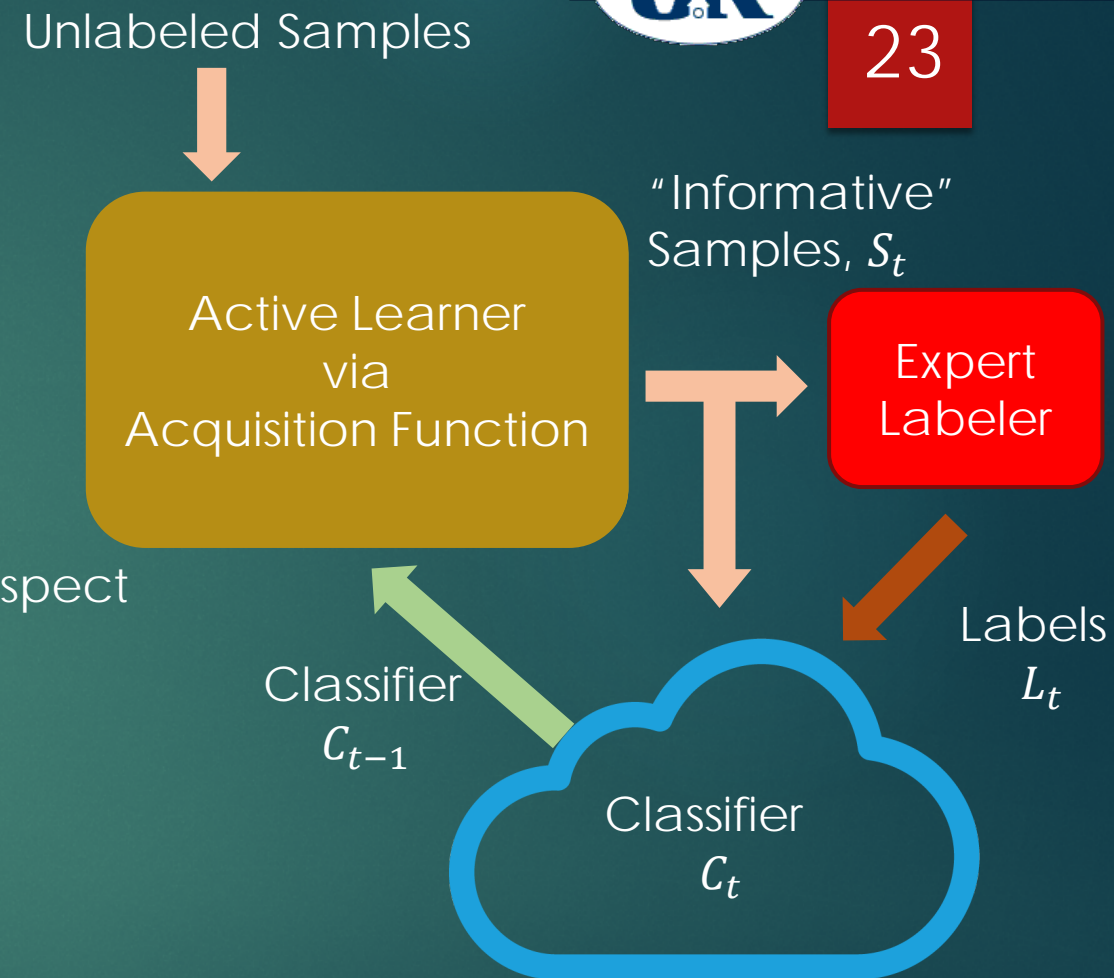 Unlabeled Samples
23
“Informative”
Samples, S_t
Active Learner
via
Acquisition Function
Expert
Labeler
spect
Labels
L_t
Classifier
C_{t-1}
Classifier
C_t